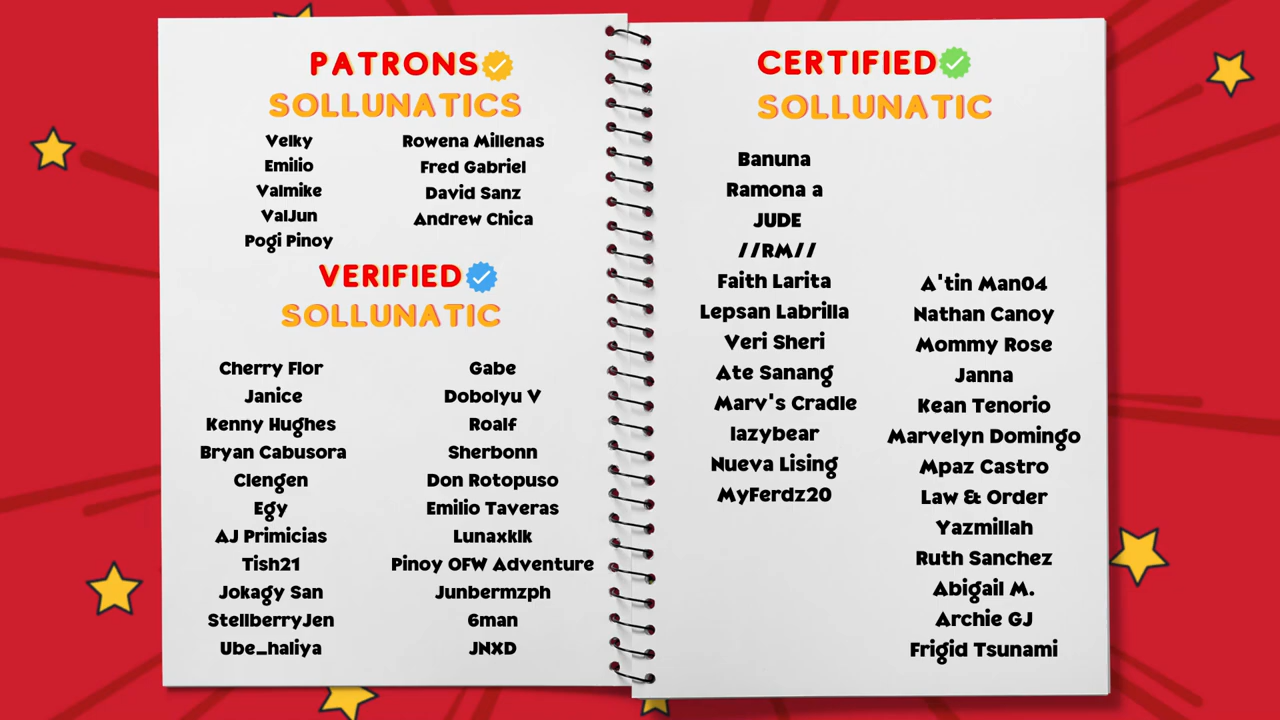 PATRONS
SOLLUNATICS
Velky
Emilio
Valmike
ValJun
Pogi Pinoy
Rowena Millenas
Fred Gabriel
David Sanz
Andrew Chica
VERIFIED
SOLLUNATIC
Cherry Flor
Janice
Kenny Hughes
Bryan Cabusora
Clengen
Egy
AJ Primicias
Tish21
Jokagy San
StellberryJen
Ube_haliya
Gabe
Dobolyu V
Roalf
Sherbonn
Don Rotopuso
Emilio Taveras
Lunaxklk
Pinoy OFW Adventure
Junbermzph
6man
JNXD
CERTIFIED
SOLLUNATIC
Banuna
Ramona a
JUDE
//RM//
Faith Larita
Lepsan Labrilla
Veri Sheri
Ate Sanang
Marv's Cradle
lazybear
Nueva Lising
MyFerdz20
A'tin Man04
Nathan Canoy
Mommy Rose
Janna
Kean Tenorio
Marvelyn Domingo
Mpaz Castro
Law & Order
Yazmillah
Ruth Sanchez
Abigail M.
Archie GJ
Frigid Tsunami